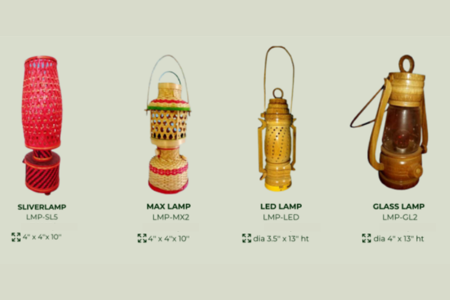 SLIVERLAMP
LMP-SL5
4" x 4"x 10"
MAX LAMP
LMP-MX2
4" x 4"x 10"
LED LAMP
LMP-LED
dia 3.5" x 13" ht
GLASS LAMP
LMP-GL2
dia 4" x 13" ht